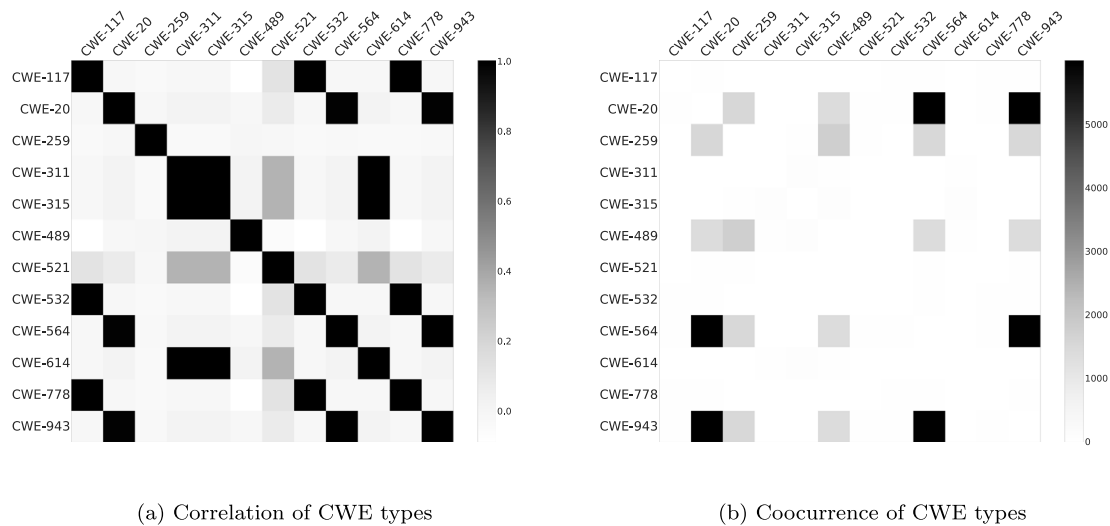 CWE-117 CWE-20 CWE-259 CWE-311 CWE-315 CWE-489 CWE-521 CWE-532 CWE-564 CWE-614 CWE-778 CWE-943
CWE-117
CWE-20
CWE-259
CWE-311
CWE-315
CWE-489
CWE-521
CWE-532
CWE-564
CWE-614
CWE-778
CWE-943
1.0
0.8
0.6
0.4
0.2
0.0
(a) Correlation of CWE types
CWE-117 CWE-20 CWE-259 CWE-311 CWE-315 CWE-489 CWE-521 CWE-532 CWE-564 CWE-614 CWE-778 CWE-943
CWE-117
CWE-20
CWE-259
CWE-311
CWE-315
CWE-489
CWE-521
CWE-532
CWE-564
CWE-614
CWE-778
CWE-943
5000
4000
3000
2000
1000
0
(b) Coocurrence of CWE types